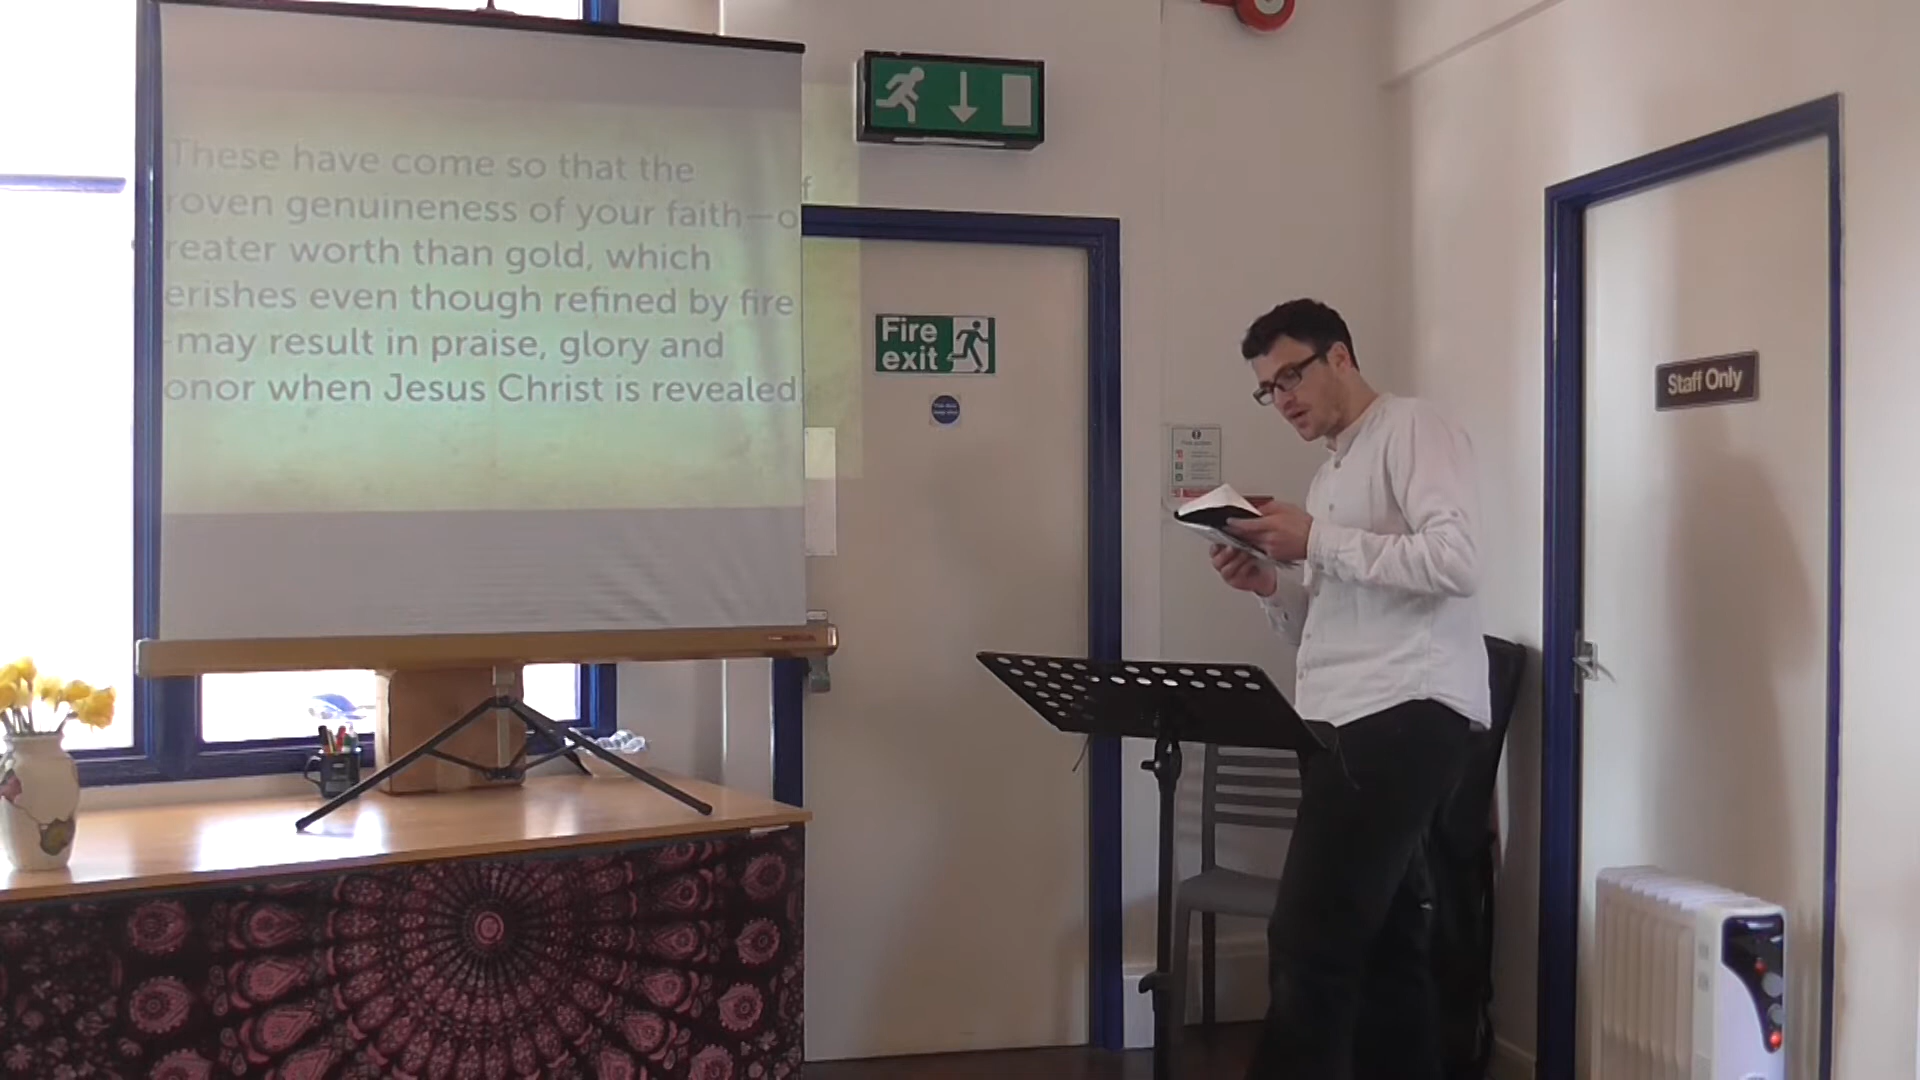 These have come so that the
roven genuineness of your faith—of
reater worth than gold, which
erishes even though refined by fire
-may result in praise, glory and
onor when Jesus Christ is revealed.
Fire
exit
Staff Only